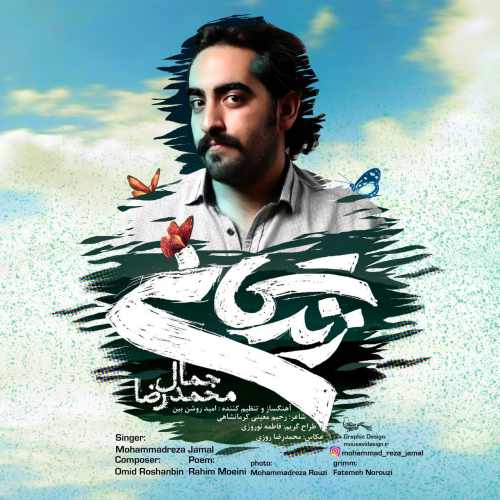 زندگانی
محمدرضا جمال
آهنگساز و تنظیم کننده : امید روشن بین
شاعر: رحیم معینی کرمانشاهی
طراح گریم: فاطمه نوروزی
عکاس: محمدرضا روزی
Graphic Design
mousavidesign.ir
Singer:
Mohammadreza Jamal
mohammad_reza_jamal
Composer: Poem: photo: grimm:
Omid Roshanbin Rahim Moeini Mohammadreza Rouzi Fatemeh Norouzi